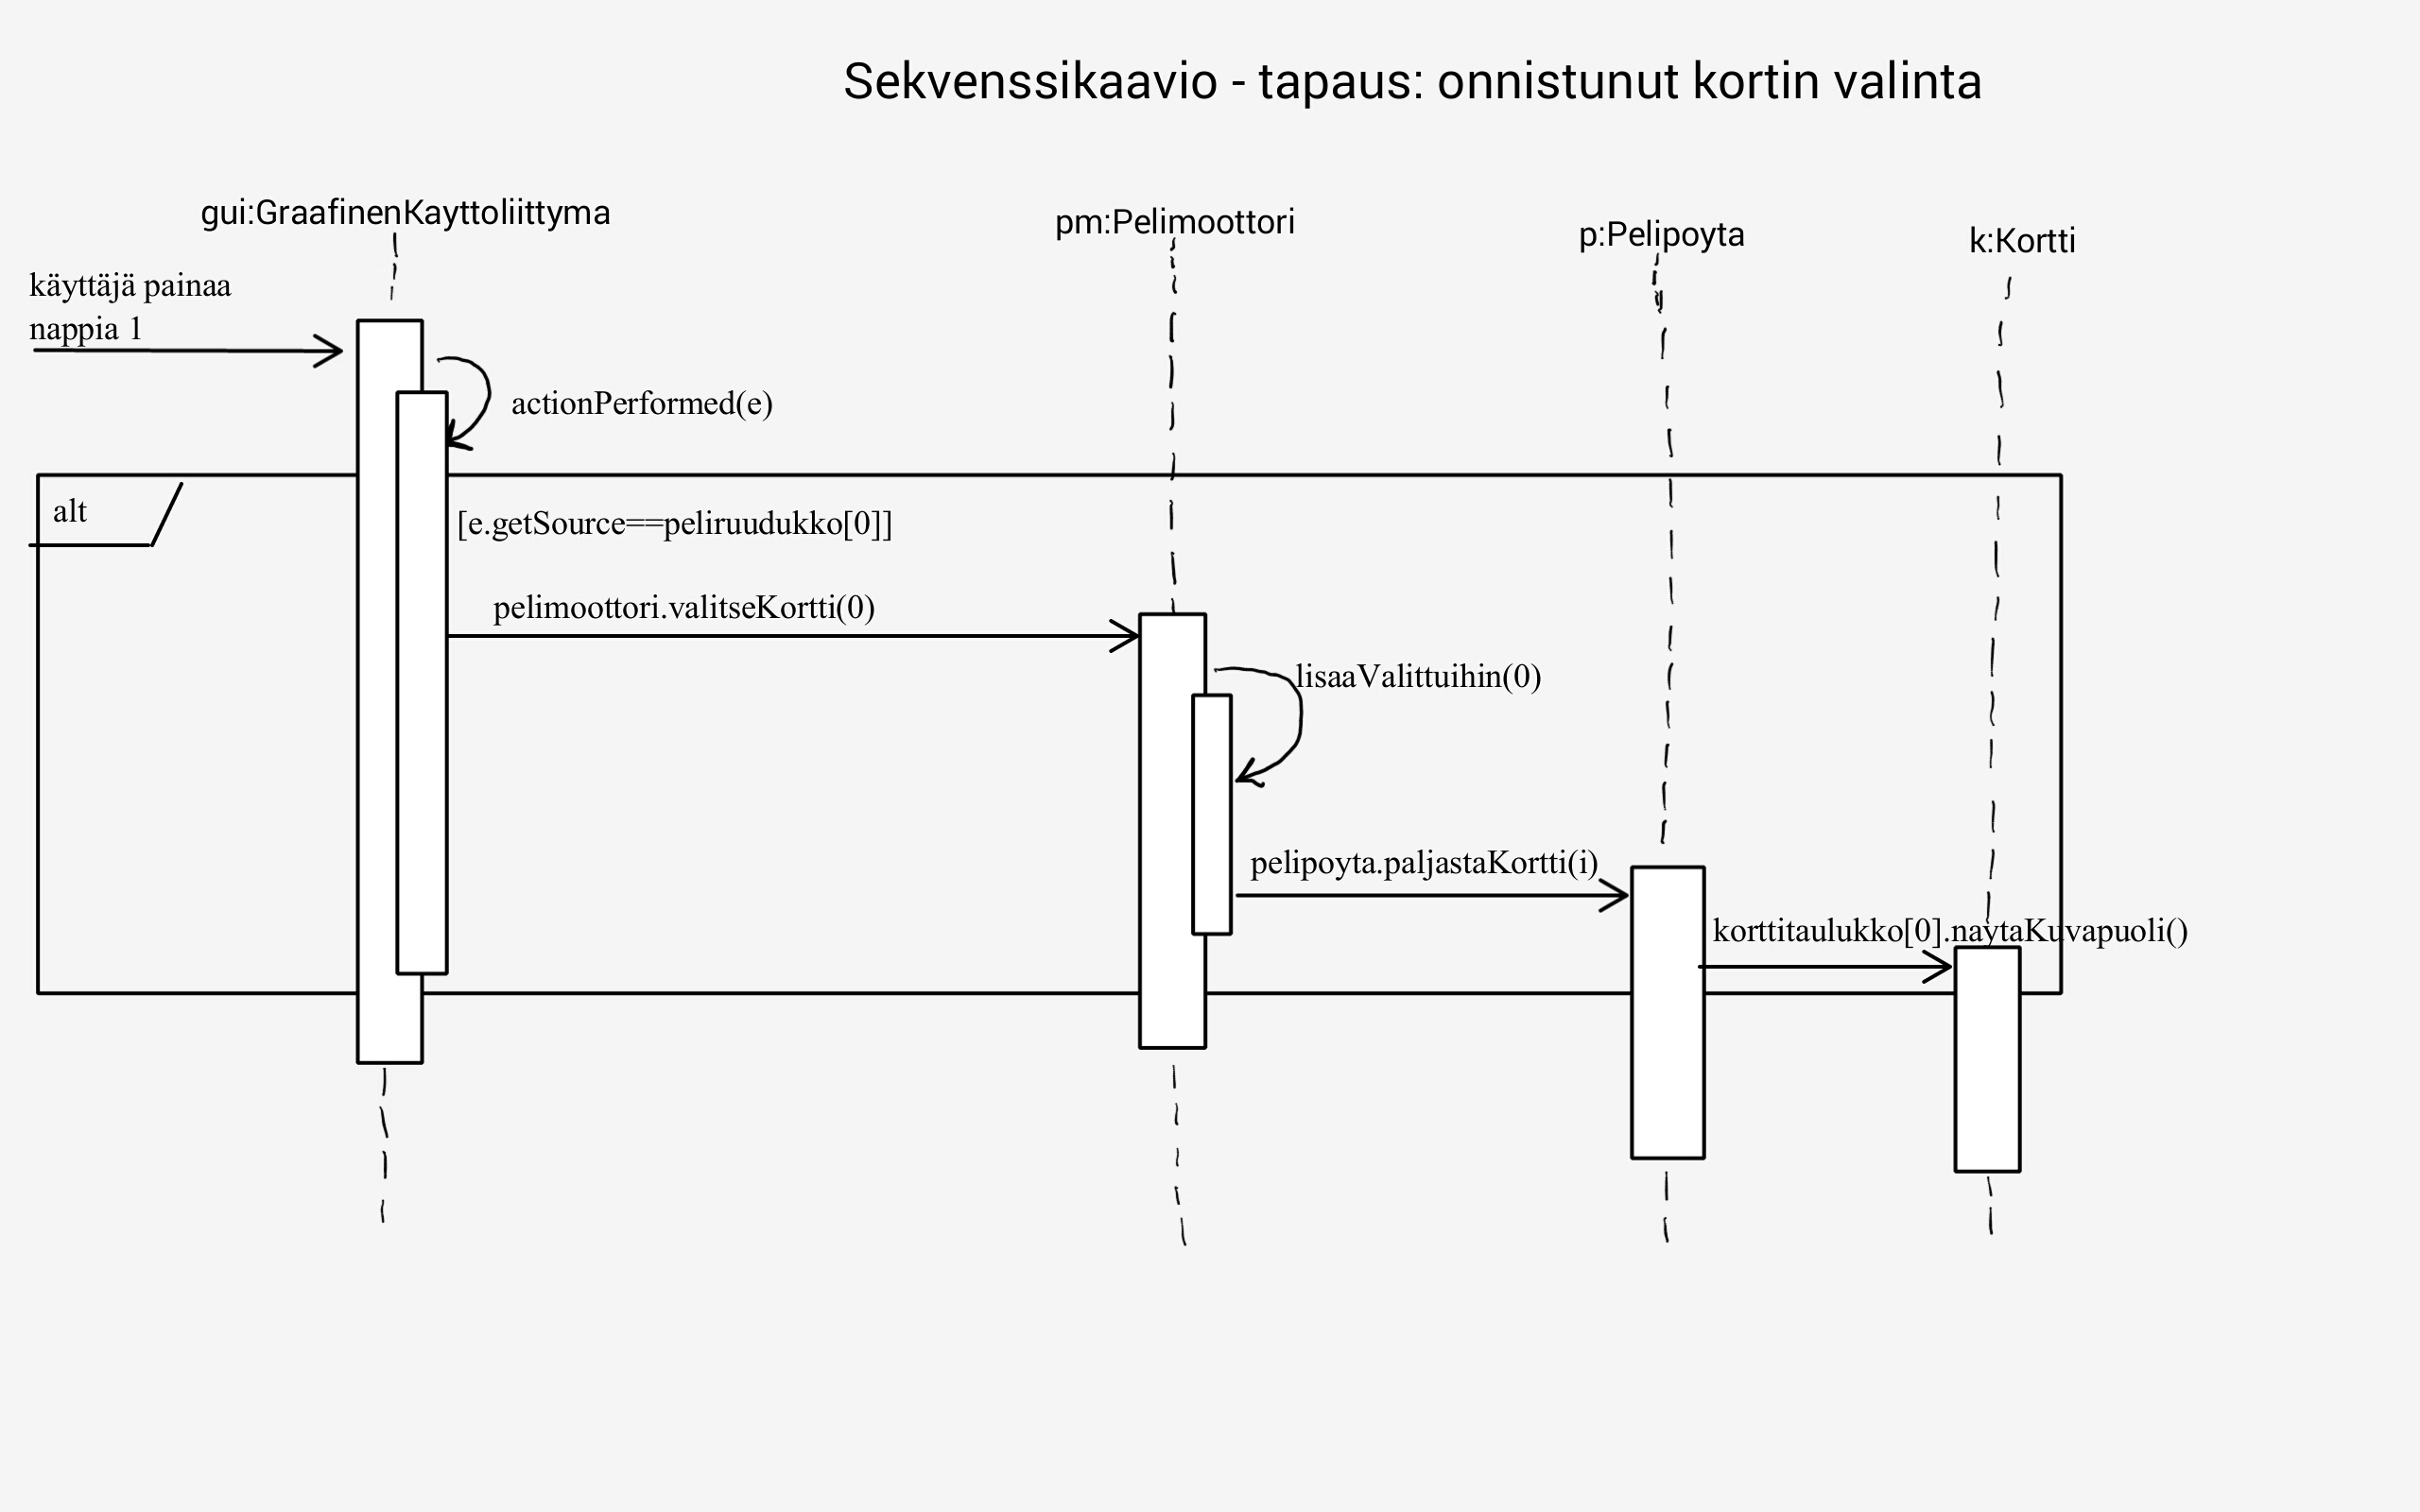 Sekvenssikaavio - tapaus: onnistunut kortin valinta
gui:GraafinenKayttoliittyma
pm:Pelimoottori
p:Pelipoyta
k:Kortti
käyttäjä painaa
nappia 1
actionPerformed(e)
alt
[e.getSource==peliruudukko[0]]
pelimoottori.valitseKortti(0)
lisaaValittuihin(0)
pelipoyta.paljastaKortti(i)
korttitaulukko[0].naytaKuvapuoli()